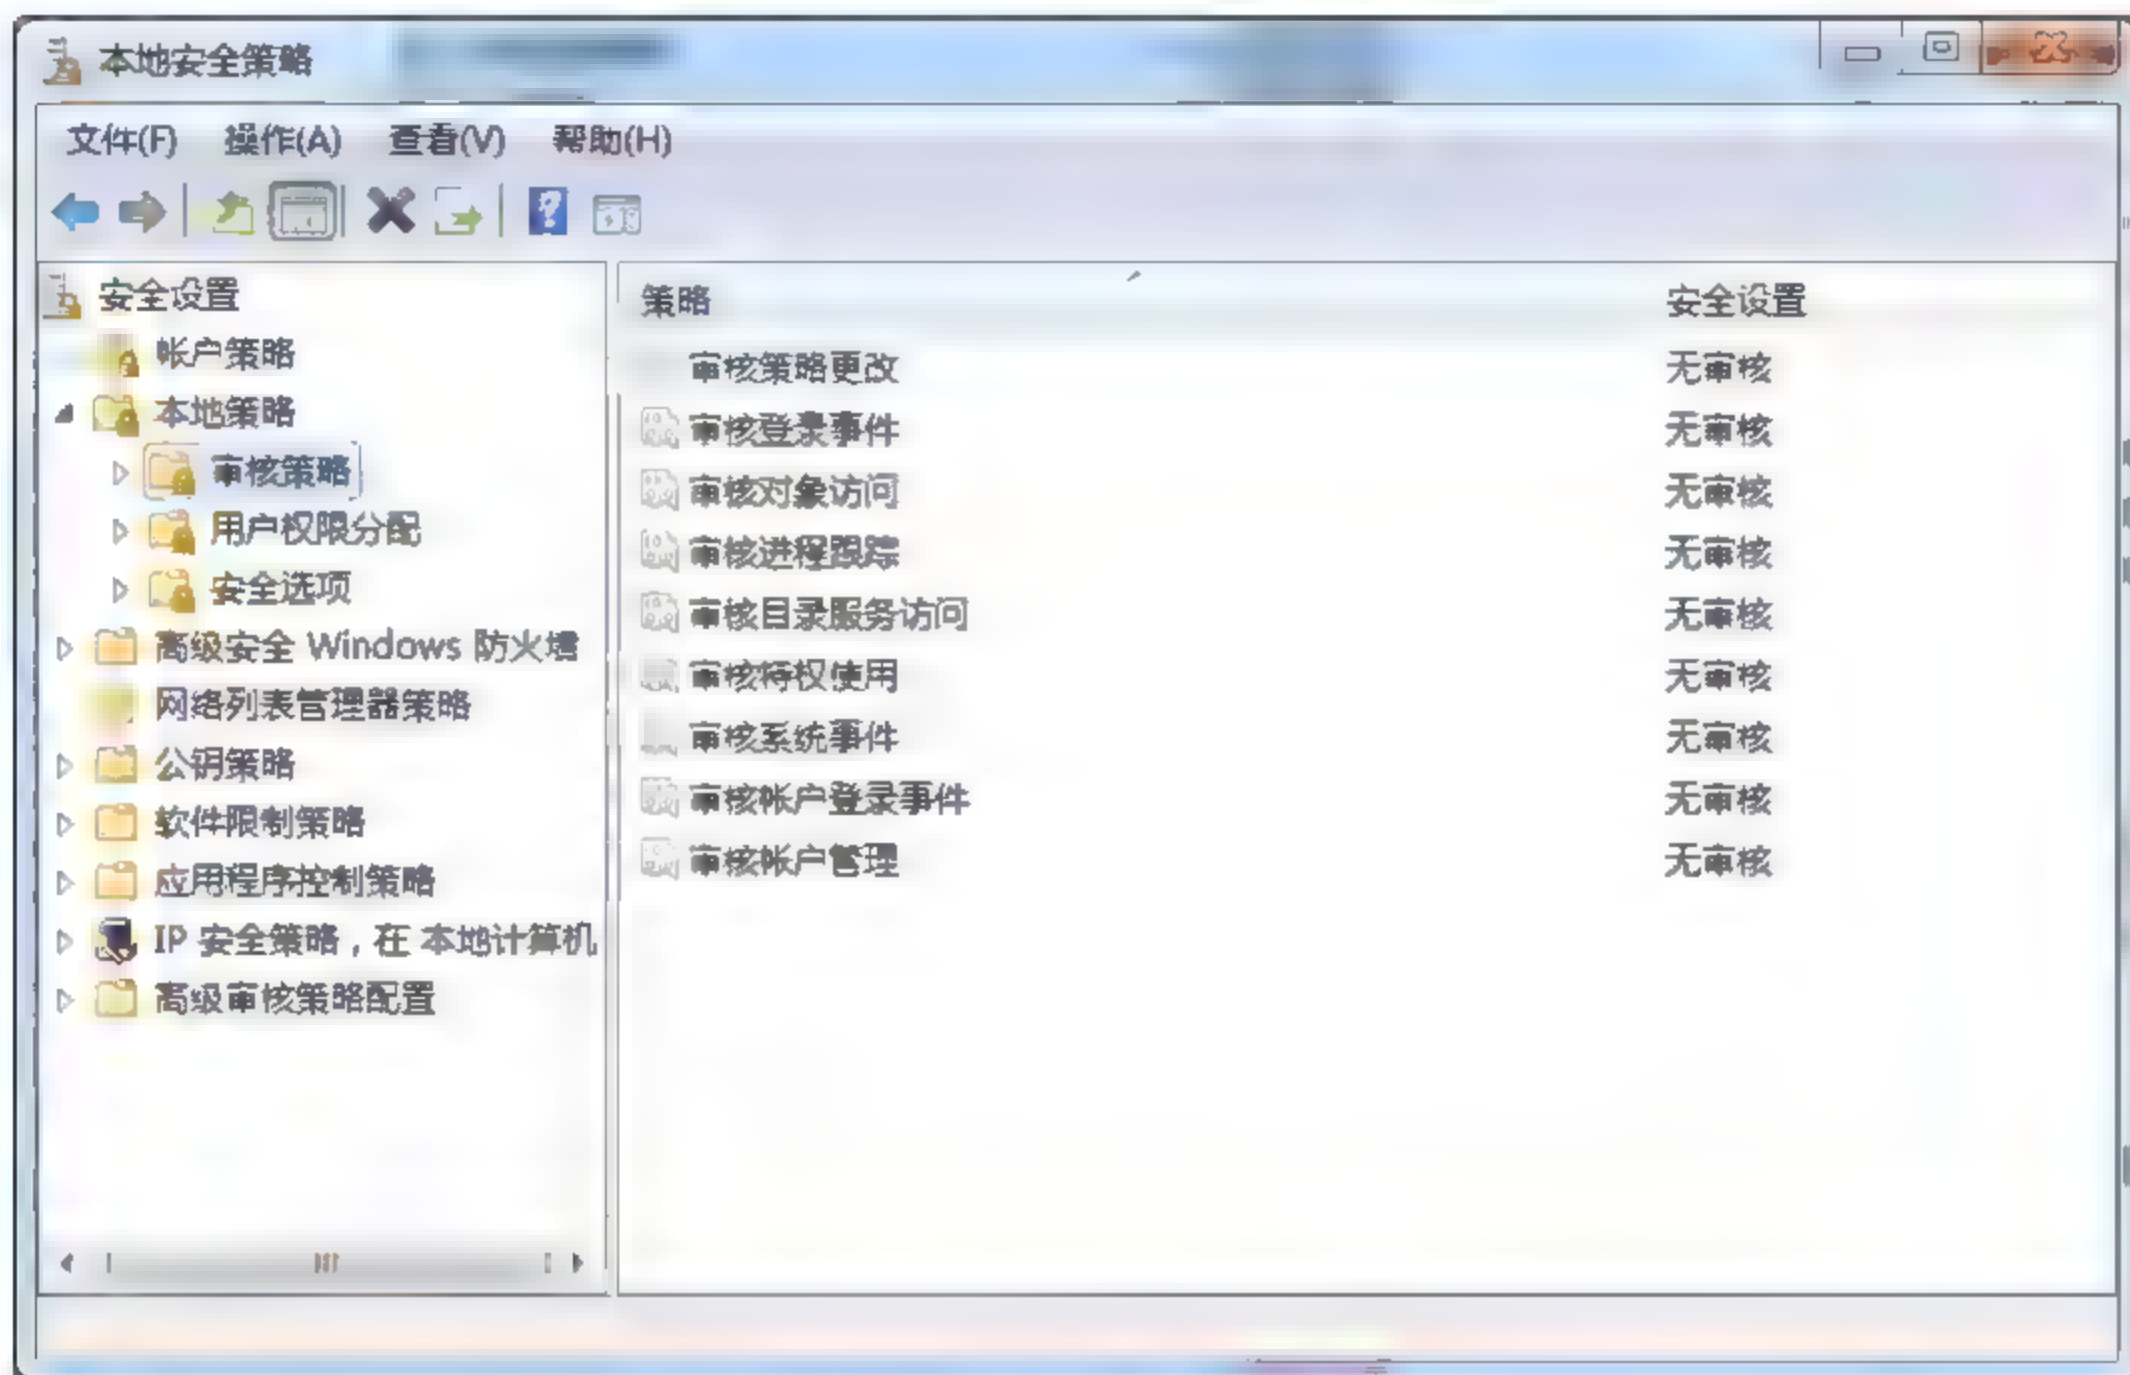 本地安全策略
文件(F) 操作(A) 查看(V) 帮助(H)
安全设置
帐户策略
本地策略
审核策略
用户权限分配
安全选项
高级安全 Windows 防火墙
网络列表管理器策略
公钥策略
软件限制策略
应用程序控制策略
IP 安全策略，在 本地计算机
高级审核策略配置
策略 安全设置
审核策略更改 无审核
审核登录事件 无审核
审核对象访问 无审核
审核进程跟踪 无审核
审核目录服务访问 无审核
审核特权使用 无审核
审核系统事件 无审核
审核帐户登录事件 无审核
审核帐户管理 无审核